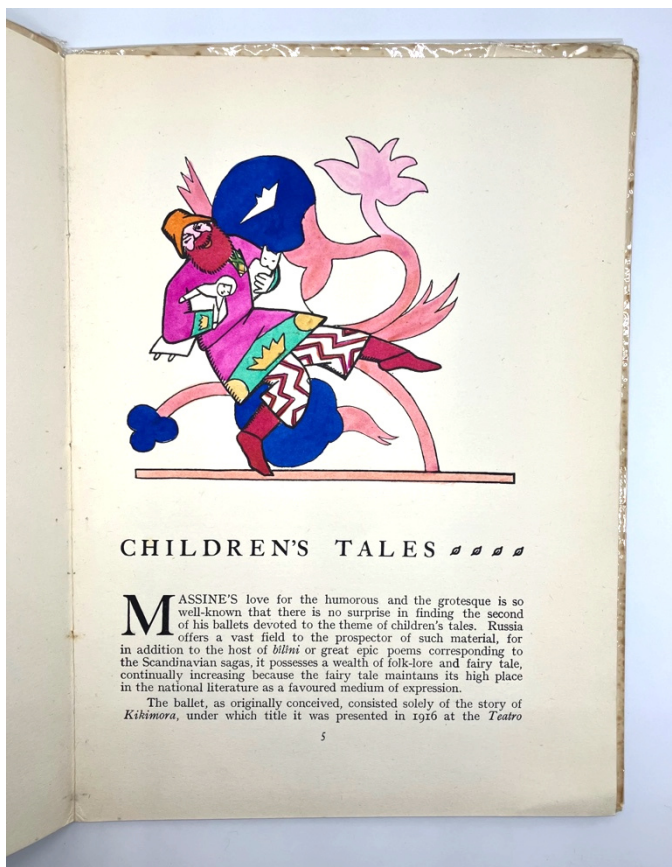 CHILDREN'S TALES
MASSINE'S love for the humorous and the grotesque is so
well-known that there is no surprise in finding the second
of his ballets devoted to the theme of children's tales. Russia
offers a vast field to the prospector of such material, for
in addition to the host of bïlini or great epic poems corresponding to
the Scandinavian sagas, it possesses a wealth of folk-lore and fairy tale,
continually increasing because the fairy tale maintains its high place
in the national literature as a favoured medium of expression.
The ballet, as originally conceived, consisted solely of the story of
Kikimora, under which title it was presented in 1916 at the Teatro
5